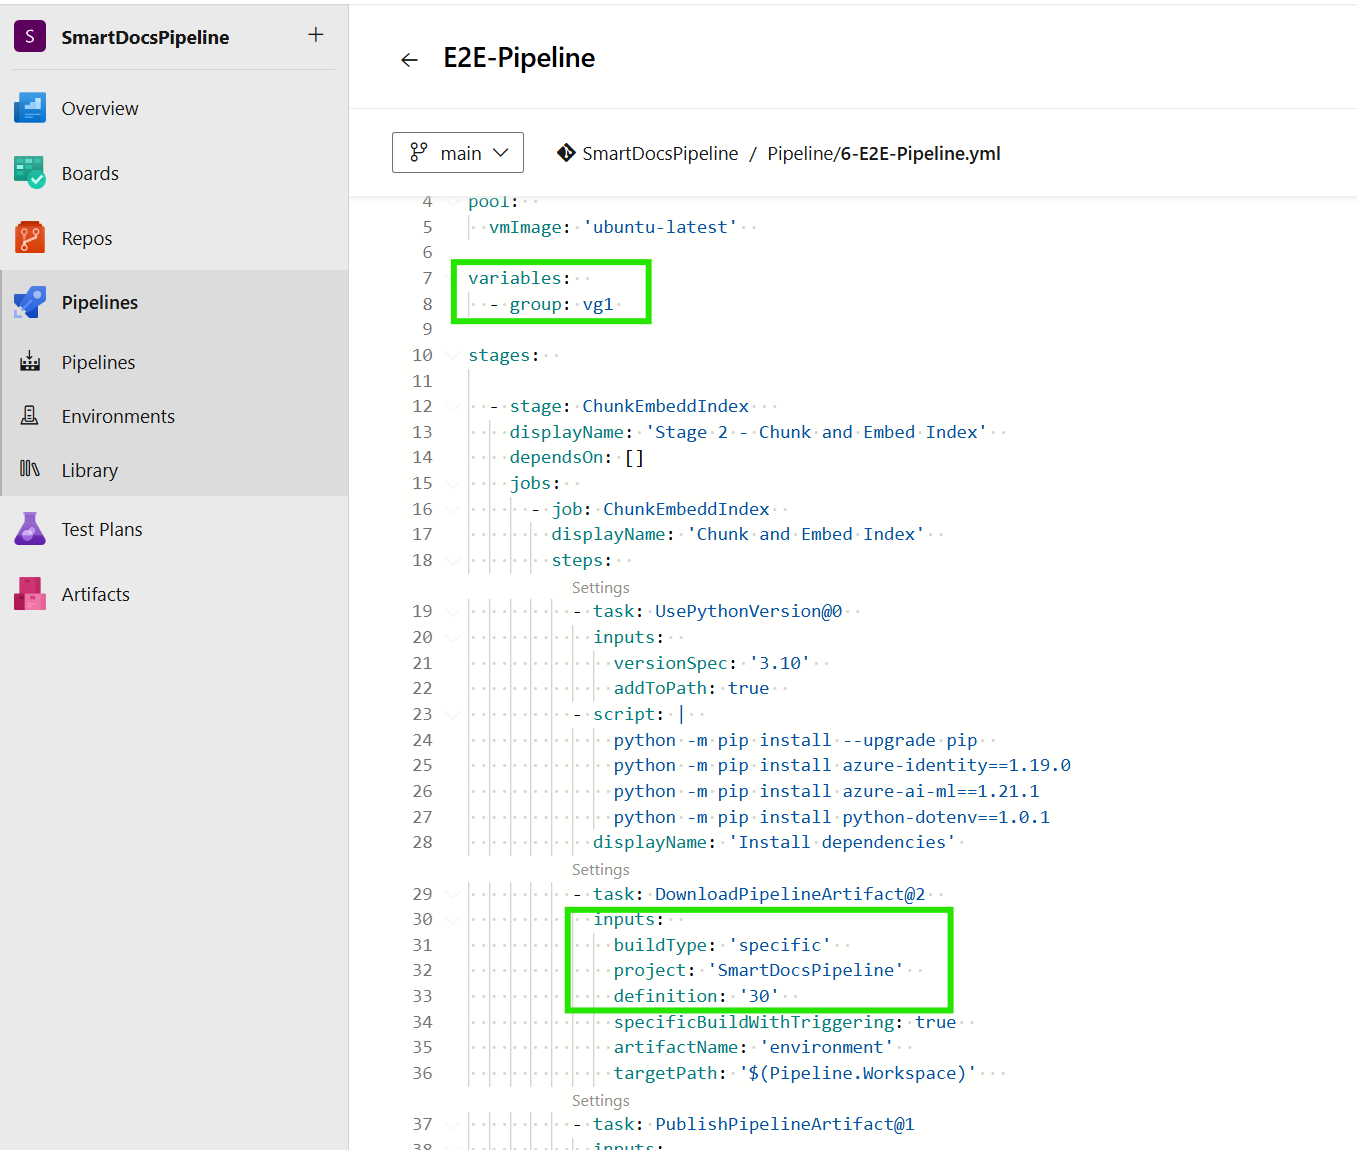 S SmartDocsPipeline +
Overview
Boards
Repos
Pipelines
Pipelines
Environments
Library
Test Plans
Artifacts
E2E-Pipeline
main
SmartDocsPipeline / Pipeline/6-E2E-Pipeline.yml
4 pool:
5 vmImage: 'ubuntu-latest'
6
7 variables:
8 - group: vg1
9
10 stages:
11
12 - stage: ChunkEmbeddIndex
13 displayName: 'Stage 2 - Chunk and Embed Index'
14 dependsOn: []
15 jobs:
16 - job: ChunkEmbeddIndex
17 displayName: 'Chunk and Embed Index'
18 steps:
Settings
19 - task: UsePythonVersion@0
20 inputs:
21 versionSpec: '3.10'
22 addToPath: true
23 - script: |
24 python -m pip install --upgrade pip
25 python -m pip install azure-identity==1.19.0
26 python -m pip install azure-ai-ml==1.21.1
27 python -m pip install python-dotenv==1.0.1
28 displayName: 'Install dependencies'
Settings
29 - task: DownloadPipelineArtifact@2
30 inputs:
31 buildType: 'specific'
32 project: 'SmartDocsPipeline'
33 definition: '30'
34 specificBuildWithTriggering: true
35 artifactName: 'environment'
36 targetPath: '$(Pipeline.Workspace)'
Settings
37 - task: PublishPipelineArtifact@1
38 inputs: